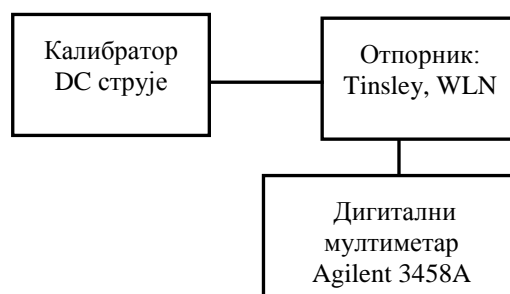 Калибратор
DC струје
Отпорник:
Tinsley, WLN
Дигитални
мултиметар
Agilent 3458A